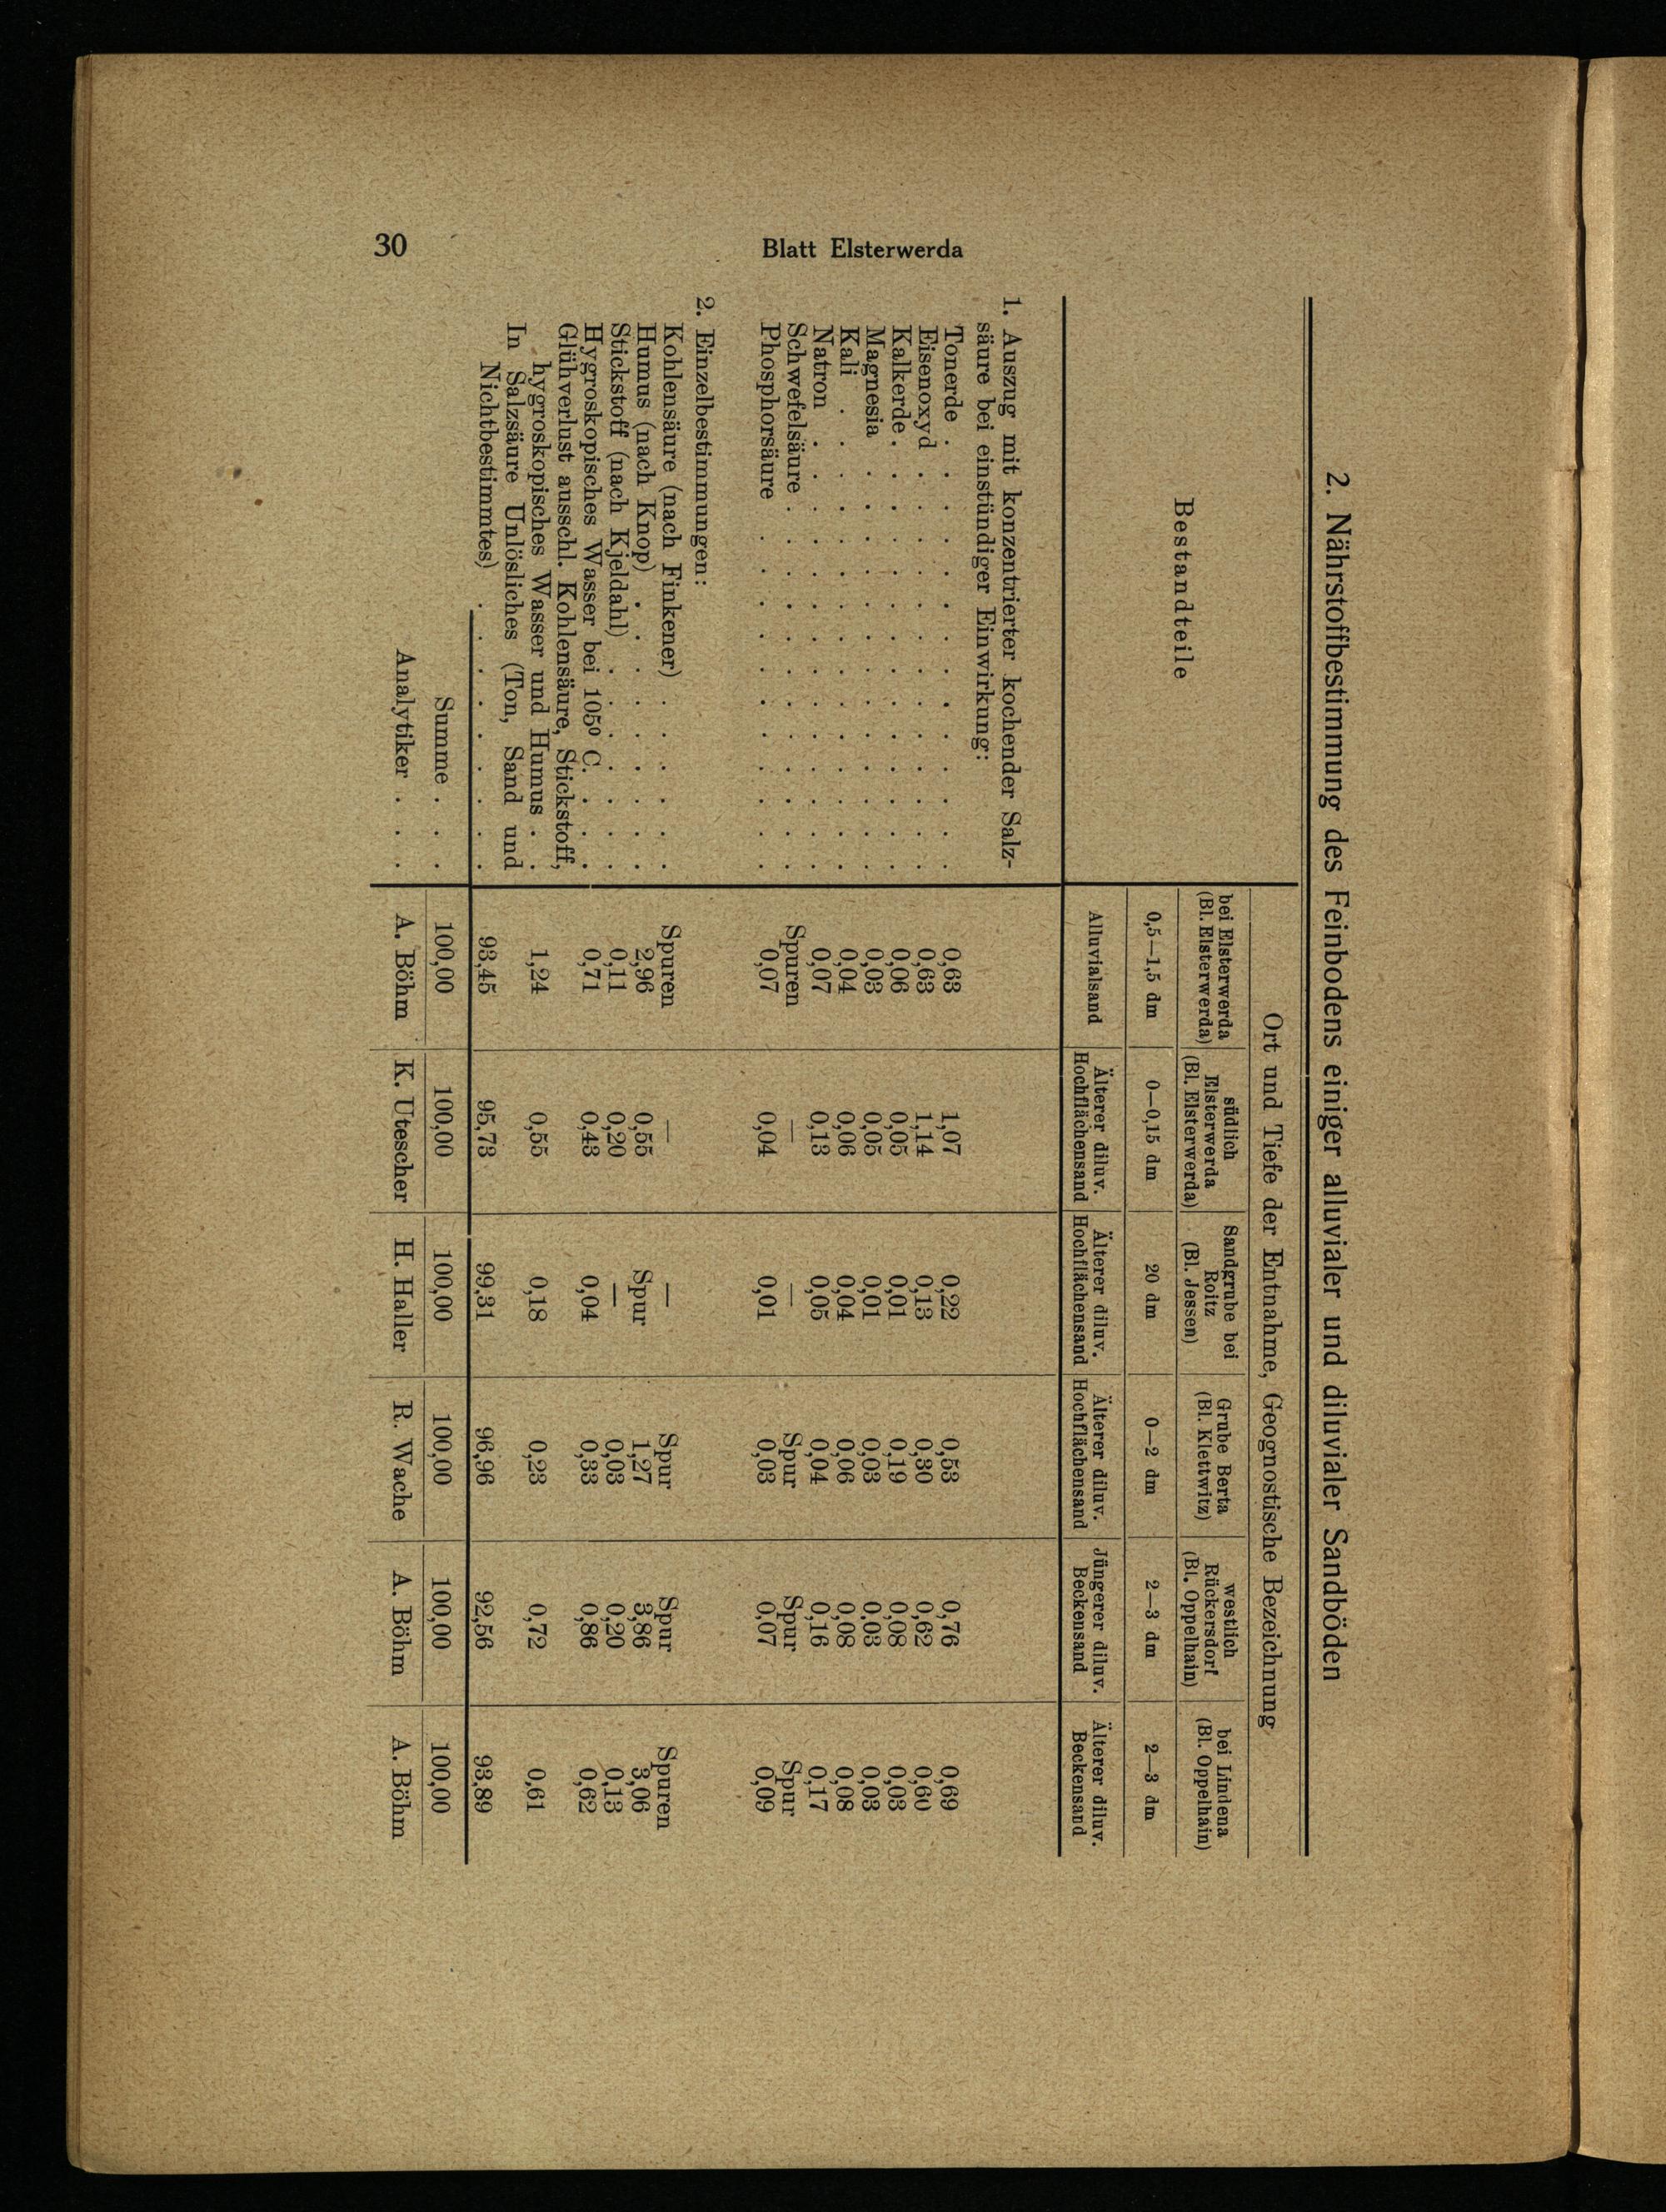 30 Blatt Elsterwerda
2. Nährstoffbestimmung des Feinbodens einiger alluvialer und diluvialer Sandböden
Bestandteile
Ort und Tiefe der Entnahme, Geognostische Bezeichnung
bei Elsterwerda (Bl. Elsterwerda) | südlich Elsterwerda (Bl. Elsterwerda) | Sandgrube bei Roitz (Bl. Jessen) | Grube Berta (Bl. Klettwitz) | westlich Rückersdorf (Bl. Oppelhain) | bei Lindena (Bl. Oppelhain)
0,5—1,5 dm | 0—0,15 dm | 20 dm | 0—2 dm | 2—3 dm | 2—3 dm
Alluvialsand | Älterer diluv. Hochflächensand | Älterer diluv. Hochflächensand | Älterer diluv. Hochflächensand | Jüngerer diluv. Beckensand | Älterer diluv. Beckensand
1. Auszug mit konzentrierter kochender Salz-
säure bei einstündiger Einwirkung:
Tonerde . . . 0,63 1,07 0,22 0,53 0,76 0,69
Eisenoxyd . . . 0,63 1,14 0,13 0,30 0,62 0,60
Kalkerde . . . 0,06 0,05 0,01 0,19 0,08 0,03
Magnesia . . . 0,03 0,05 0,01 0,03 0,03 0,03
Kali . . . 0,04 0,06 0,04 0,06 0,08 0,08
Natron . . . 0,07 0,13 0,05 0,04 0,16 0,17
Schwefelsäure . . . Spuren — — Spur Spur Spur
Phosphorsäure . . . 0,07 0,04 0,01 0,03 0,07 0,09
2. Einzelbestimmungen:
Kohlensäure (nach Finkener) . . . Spuren — — Spur Spur Spuren
Humus (nach Knop) . . . 2,96 0,55 Spur 1,27 3,86 3,06
Stickstoff (nach Kjeldahl) . . . 0,11 0,20 — 0,03 0,20 0,13
Hygroskopisches Wasser bei 105⁰ C. . . . 0,71 0,43 0,04 0,33 0,86 0,62
Glühverlust ausschl. Kohlensäure, Stickstoff,
hygroskopisches Wasser und Humus . . 1,24 0,55 0,18 0,23 0,72 0,61
In Salzsäure Unlösliches (Ton, Sand und
Nichtbestimmtes) . . . 93,45 95,73 99,31 96,96 92,56 93,89
Summe . . . 100,00 100,00 100,00 100,00 100,00 100,00
Analytiker . . . A. Böhm K. Utescher H. Haller R. Wache A. Böhm A. Böhm